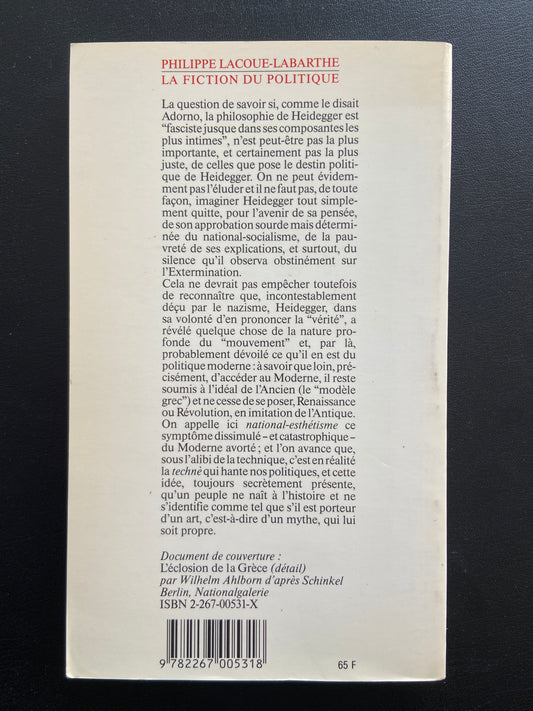 PHILIPPE LACOUE-LABARTHE
LA FICTION DU POLITIQUE
La question de savoir si, comme le disait
Adorno, la philosophie de Heidegger est
“fasciste jusque dans ses composantes les
plus intimes”, n'est peut-être pas la plus
importante, et certainement pas la plus
juste, de celles que pose le destin politi-
que de Heidegger. On ne peut évidem-
ment pas l'éluder et il ne faut pas, de toute
façon, imaginer Heidegger tout simple-
ment quitte, pour l'avenir de sa pensée,
de son approbation sourde mais détermi-
née du national-socialisme, de la pau-
vreté de ses explications, et surtout, du
silence qu'il observa obstinément sur
l'Extermination.
Cela ne devrait pas empêcher toutefois
de reconnaître que, incontestablement
déçu par le nazisme, Heidegger, dans
sa volonté d'en prononcer la “vérité”, a
révélé quelque chose de la nature pro-
fonde du “mouvement” et, par là,
probablement dévoilé ce qu'il en est du
politique moderne : à savoir que loin, pré-
cisément, d'accéder au Moderne, il reste
soumis à l'idéal de l'Ancien (le “modèle
grec”) et ne cesse de se poser, Renaissance
ou Révolution, en imitation de l'Antique.
On appelle ici national-esthétisme ce
symptôme dissimulé – et catastrophique –
du Moderne avorté ; et l'on avance que,
sous l'alibi de la technique, c'est en réalité
la technè qui hante nos politiques, et cette
idée, toujours secrètement présente,
qu'un peuple ne naît à l'histoire et ne
s'identifie comme tel que s'il est porteur
d'un art, c'est-à-dire d'un mythe, qui lui
soit propre.
Document de couverture :
L'éclosion de la Grèce (détail)
par Wilhelm Ahlborn d'après Schinkel
Berlin, Nationalgalerie
ISBN 2-267-00531-X
9 782267 005318
65 F